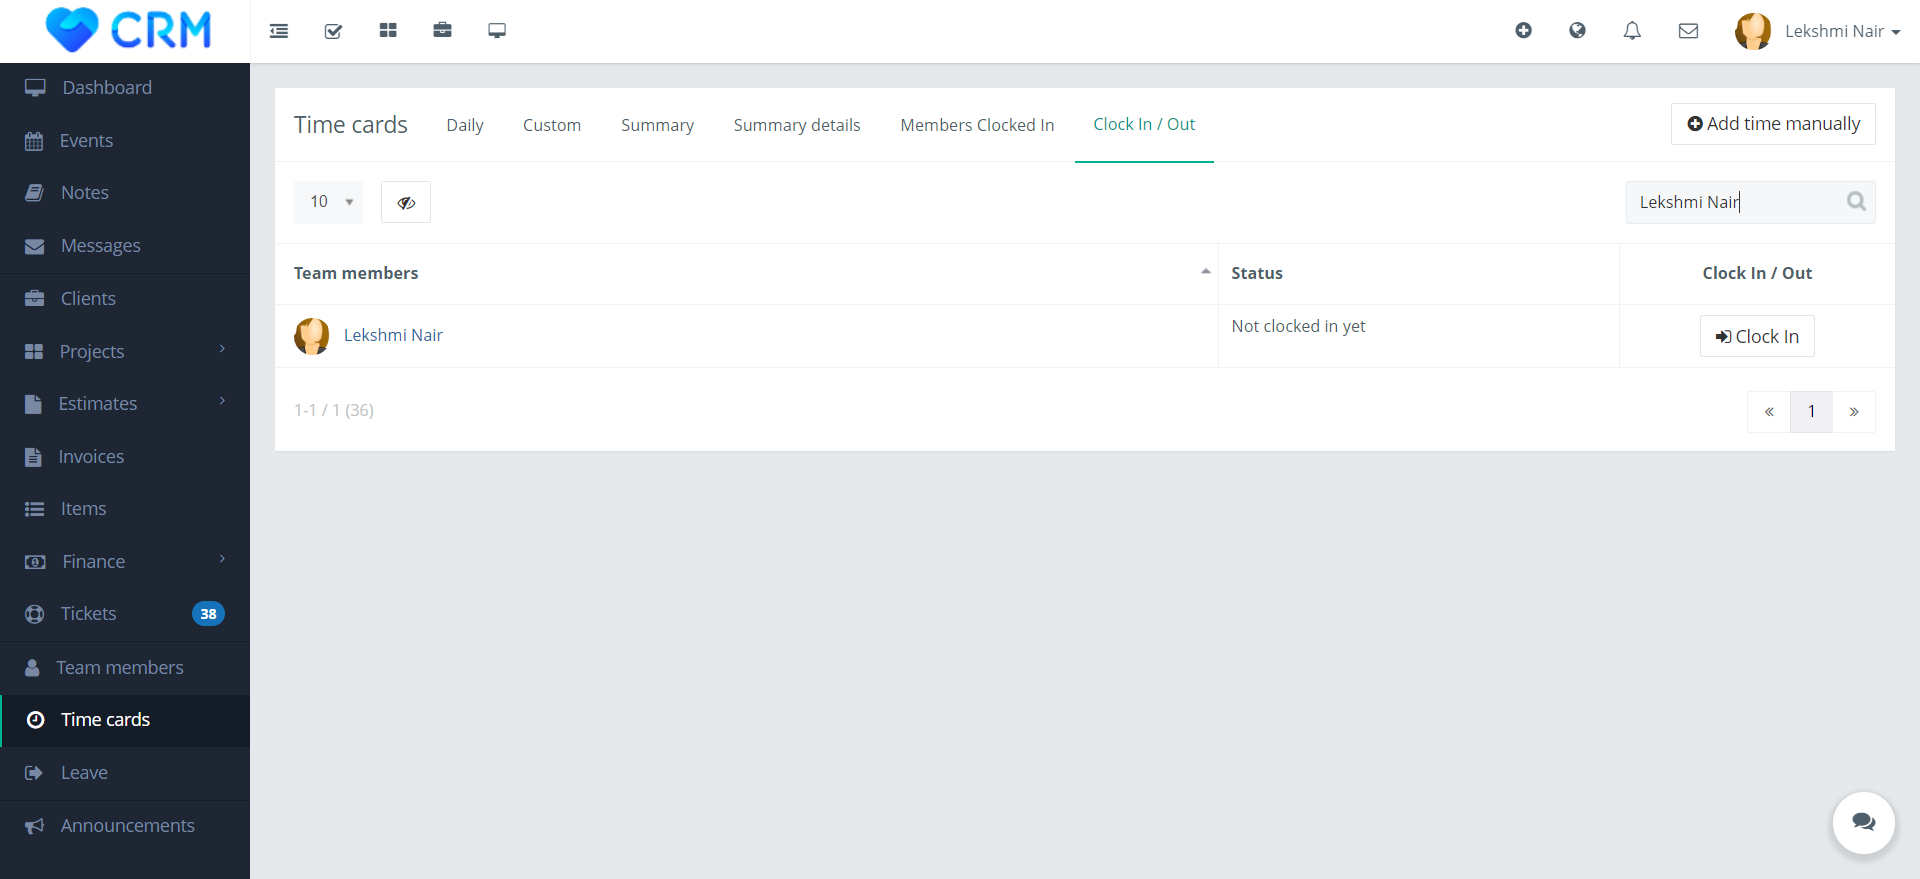 CRM
Lekshmi Nair
Dashboard
Events
Notes
Messages
Clients
Projects
Estimates
Invoices
Items
Finance
Tickets 38
Team members
Time cards
Leave
Announcements
Time cards Daily Custom Summary Summary details Members Clocked In Clock In / Out Add time manually
10 Lekshmi Nair
Team members Status Clock In / Out
Lekshmi Nair Not clocked in yet Clock In
1-1 / 1 (36) « 1 »